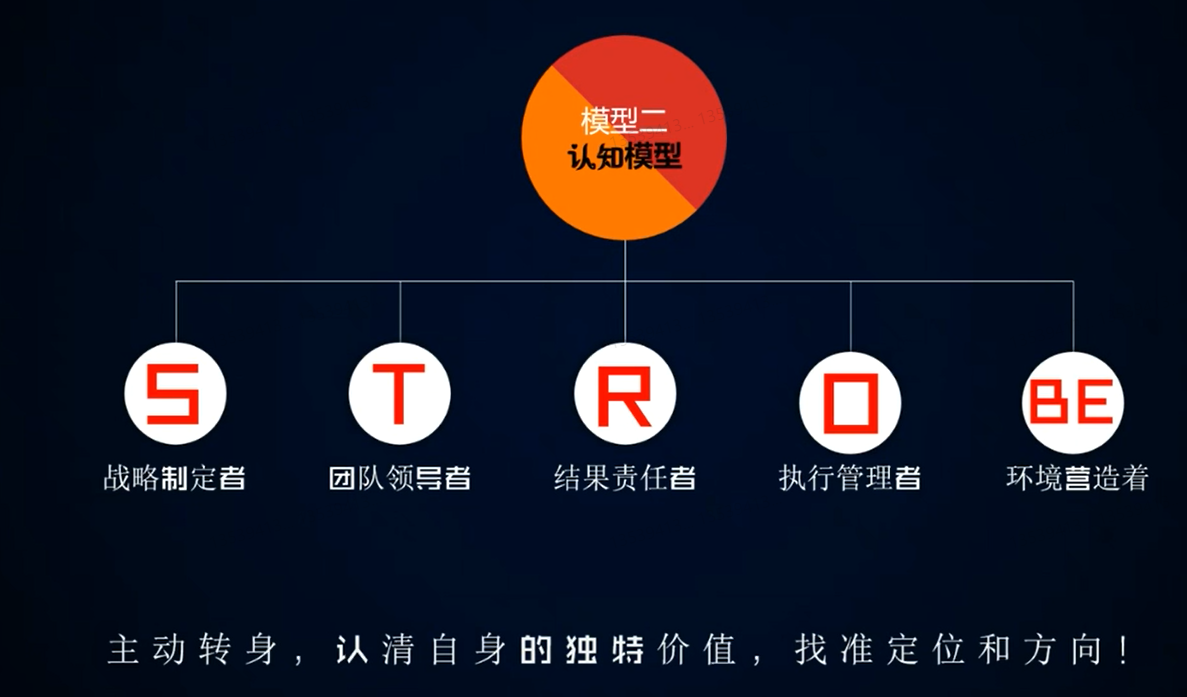 模型二
认知模型
S T R O BE
战略制定者 团队领导者 结果责任者 执行管理者 环境营造着
主动转身，认清自身的独特价值，找准定位和方向！